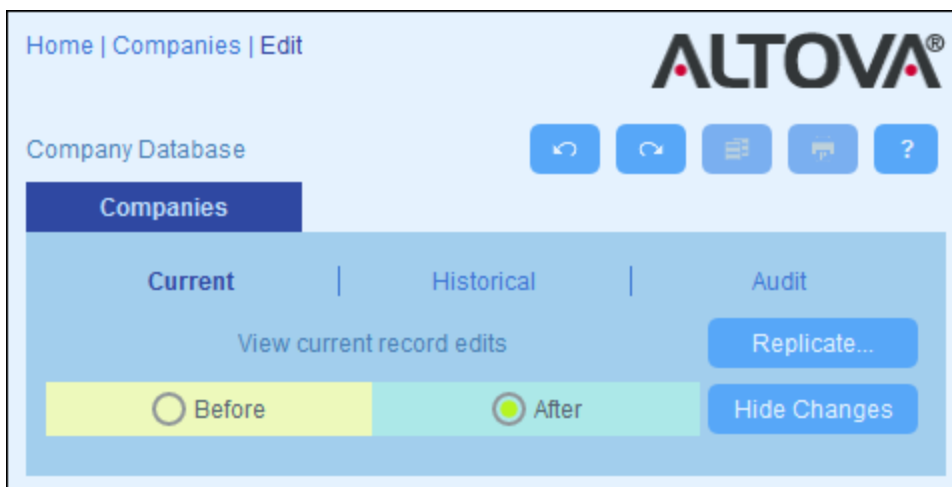 Home | Companies | Edit
ALTOVA®
Company Database
?
Companies
Current | Historical | Audit
View current record edits
Replicate...
Before
After
Hide Changes